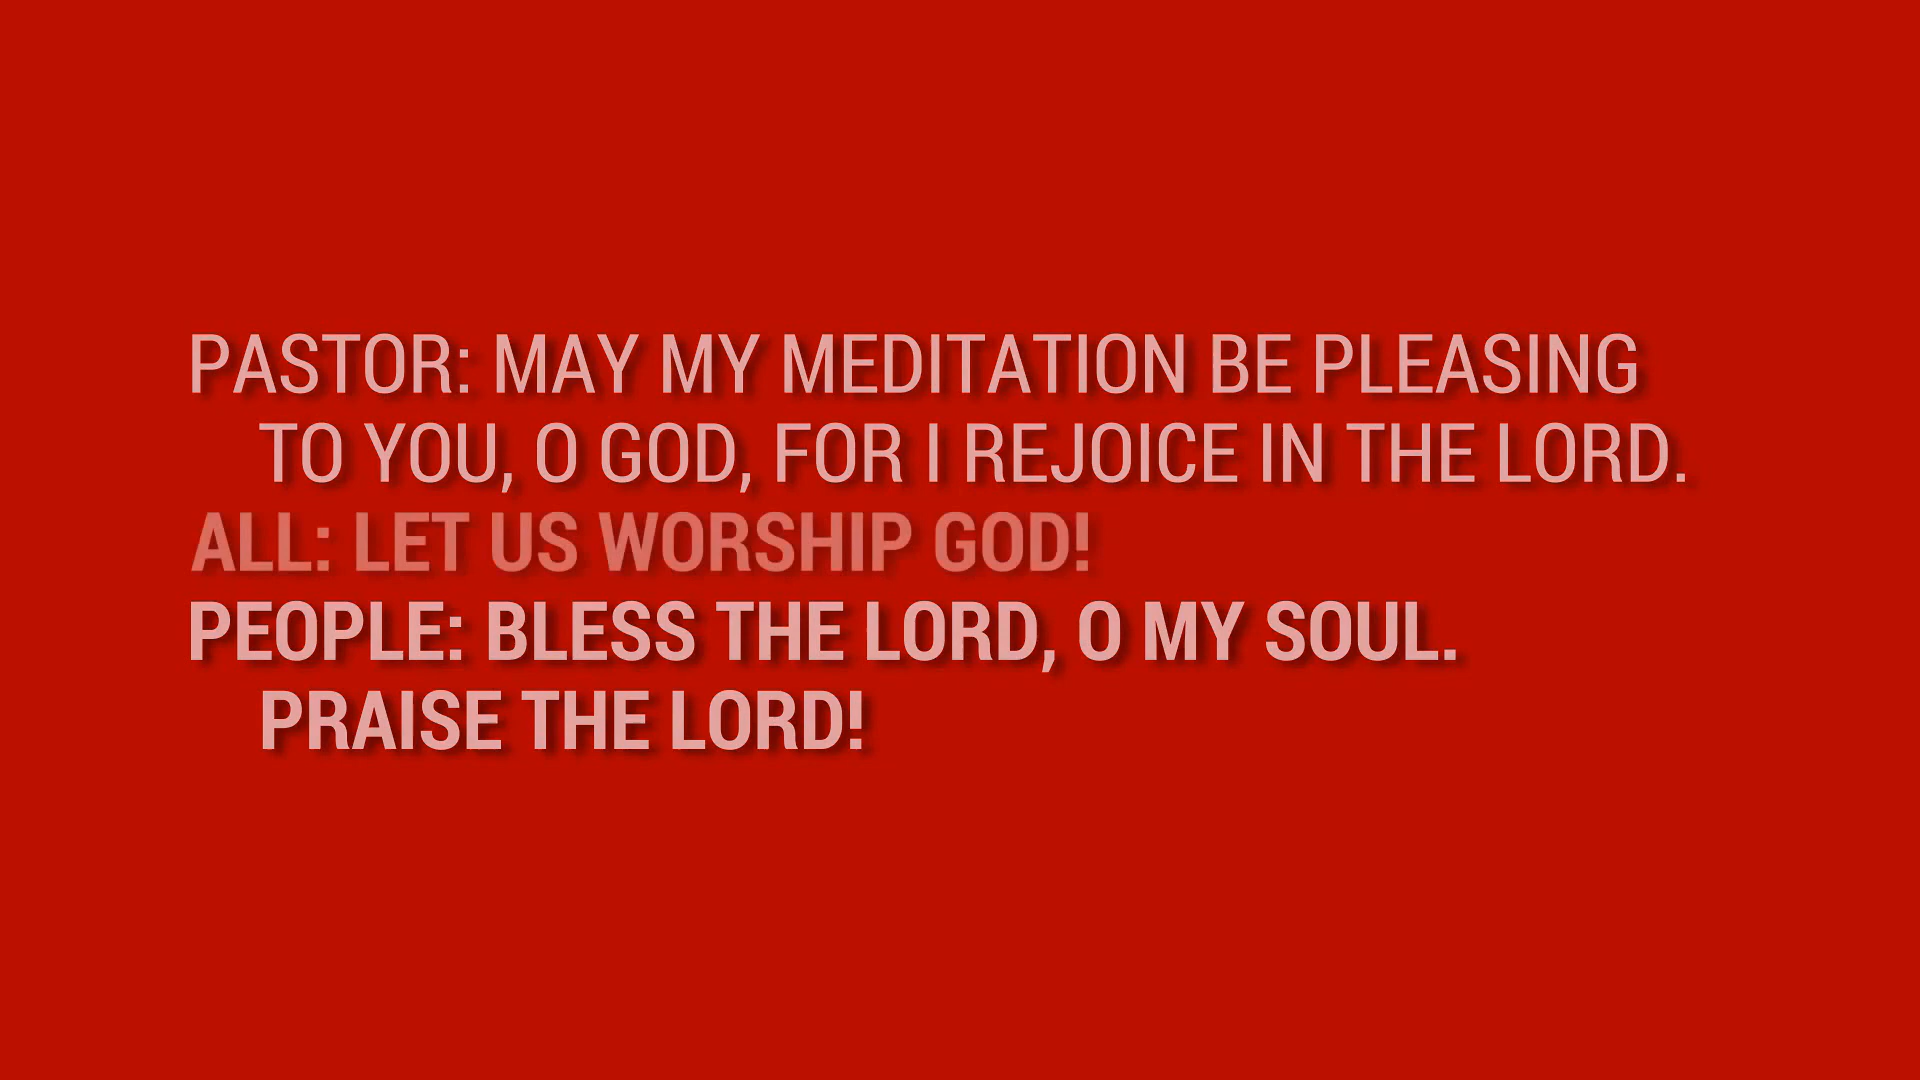 PASTOR: MAY MY MEDITATION BE PLEASING
TO YOU, O GOD, FOR I REJOICE IN THE LORD.
ALL: LET US WORSHIP GOD!
PEOPLE: BLESS THE LORD, O MY SOUL.
PRAISE THE LORD!